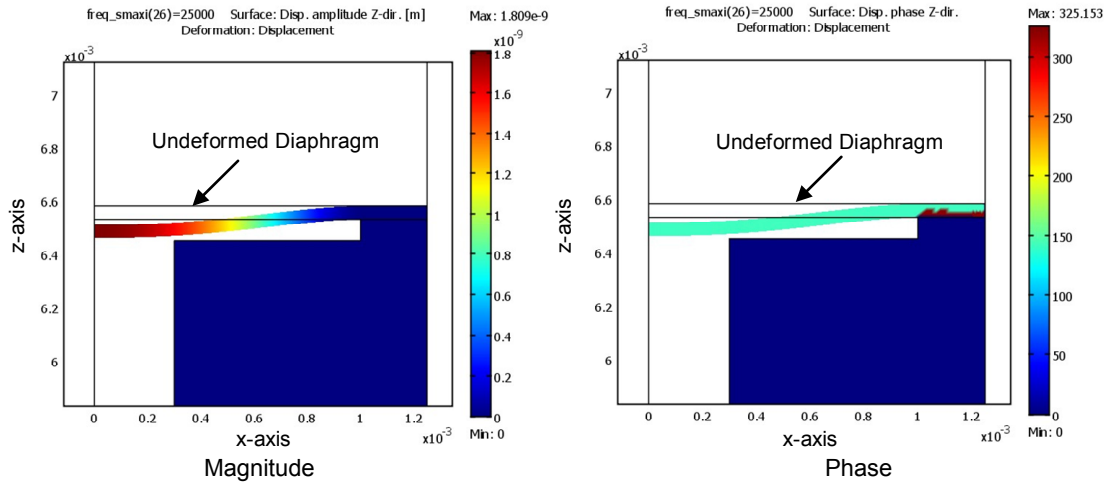 freq_smaxi(26)=25000 Surface: Disp. amplitude Z-dir. [m] Max: 1.809e-9
Deformation: Displacement
x10⁻⁹
x10⁻³
7
6.8
6.6
6.4
6.2
6
z-axis
Undeformed Diaphragm
0 0.2 0.4 0.6 0.8 1 1.2
x10⁻³
x-axis
1.8
1.6
1.4
1.2
1
0.8
0.6
0.4
0.2
0
Min: 0
Magnitude
freq_smaxi(26)=25000 Surface: Disp. phase Z-dir. Max: 325.153
Deformation: Displacement
x10⁻³
7
6.8
6.6
6.4
6.2
6
z-axis
Undeformed Diaphragm
0 0.2 0.4 0.6 0.8 1 1.2
x10⁻³
x-axis
300
250
200
150
100
50
0
Min: 0
Phase